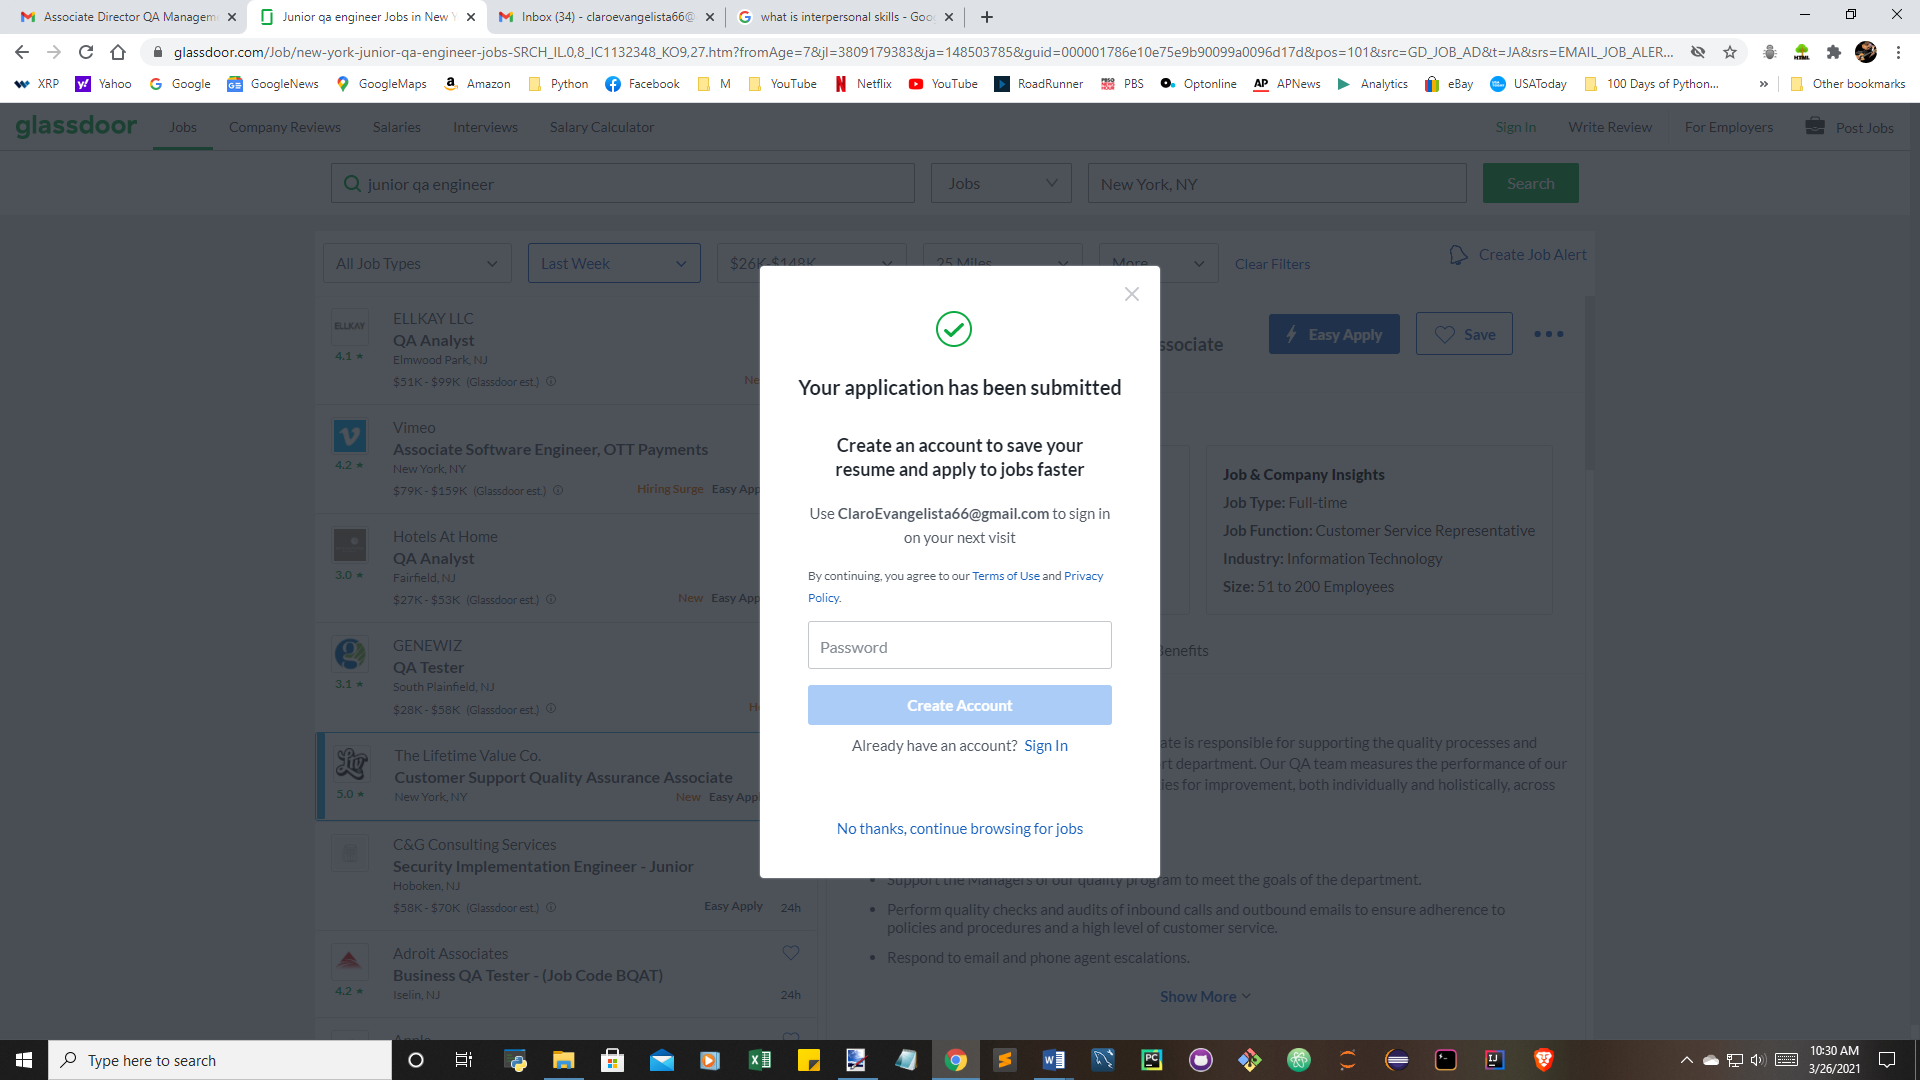 Associate Director QA Managem
Junior qa engineer Jobs in New Y
Inbox (34) - claroevangelista66@
what is interpersonal skills - Goo
glassdoor.com/Job/new-york-junior-qa-engineer-jobs-SRCH_IL.0,8_IC1132348_KO9,27.htm?fromAge=7&jl=3809179383&ja=148503785&guid=000001786e10e75e9b90099a0096d17d&pos=101&src=GD_JOB_AD&t=JA&srs=EMAIL_JOB_ALER...
XRP Yahoo Google GoogleNews GoogleMaps Amazon Python Facebook M YouTube Netflix YouTube RoadRunner PBS Optonline APNews Analytics eBay USAToday 100 Days of Python... » Other bookmarks
glassdoor Jobs Company Reviews Salaries Interviews Salary Calculator Sign In Write Review For Employers Post Jobs
junior qa engineer Jobs New York, NY Search
All Job Types Last Week $26K-$148K 25 Miles More Clear Filters Create Job Alert
ELLKAY
ELLKAY LLC
QA Analyst
Elmwood Park, NJ
4.1 ★
$51K - $99K (Glassdoor est.)
Ne
Vimeo
Associate Software Engineer, OTT Payments
New York, NY
4.2 ★
$79K - $159K (Glassdoor est.) Hiring Surge Easy App
Hotels At Home
QA Analyst
Fairfield, NJ
3.0 ★
$27K - $53K (Glassdoor est.) New Easy App
GENEWIZ
QA Tester
South Plainfield, NJ
3.1 ★
$28K - $58K (Glassdoor est.)
The Lifetime Value Co.
Customer Support Quality Assurance Associate
New York, NY
5.0 ★
New Easy Appl
C&G Consulting Services
Security Implementation Engineer - Junior
Hoboken, NJ
$58K - $70K (Glassdoor est.) Easy Apply 24h
Adroit Associates
Business QA Tester - (Job Code BQAT)
Iselin, NJ
4.2 ★
24h
Apple
Your application has been submitted
Create an account to save your
resume and apply to jobs faster
Use ClaroEvangelista66@gmail.com to sign in
on your next visit
By continuing, you agree to our Terms of Use and Privacy
Policy.
Password
Create Account
Already have an account? Sign In
No thanks, continue browsing for jobs
ssociate
Easy Apply
Save
Job & Company Insights
Job Type: Full-time
Job Function: Customer Service Representative
Industry: Information Technology
Size: 51 to 200 Employees
Benefits
ate is responsible for supporting the quality processes and
rt department. Our QA team measures the performance of our
ies for improvement, both individually and holistically, across
• Support the Managers of our quality program to meet the goals of the department.
• Perform quality checks and audits of inbound calls and outbound emails to ensure adherence to
policies and procedures and a high level of customer service.
• Respond to email and phone agent escalations.
Show More
Type here to search
10:30 AM
3/26/2021